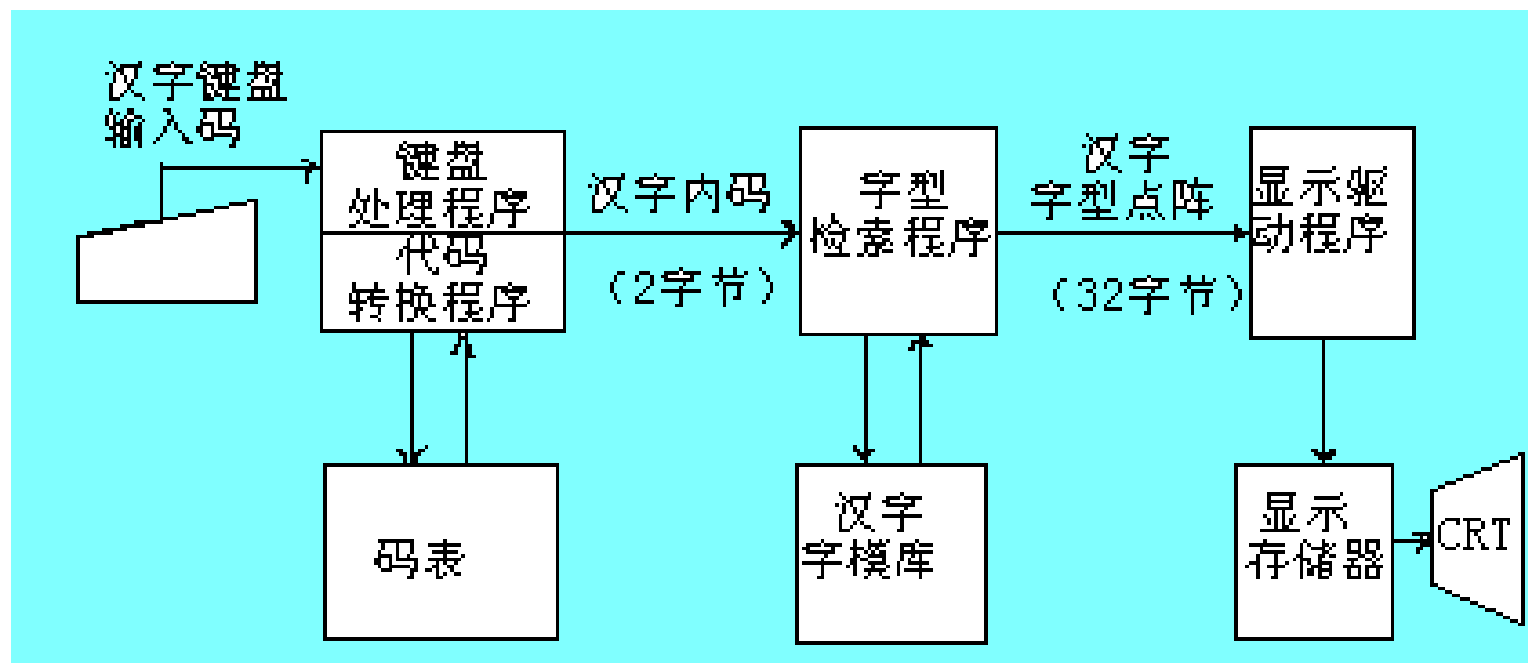 汉字键盘
输入码
键盘
处理程序
代码
转换程序
汉字内码
(2字节)
字型
检索程序
汉字
字型点阵
(32字节)
显示驱
动程序
码表
汉字
字模库
显示
存储器
CRT